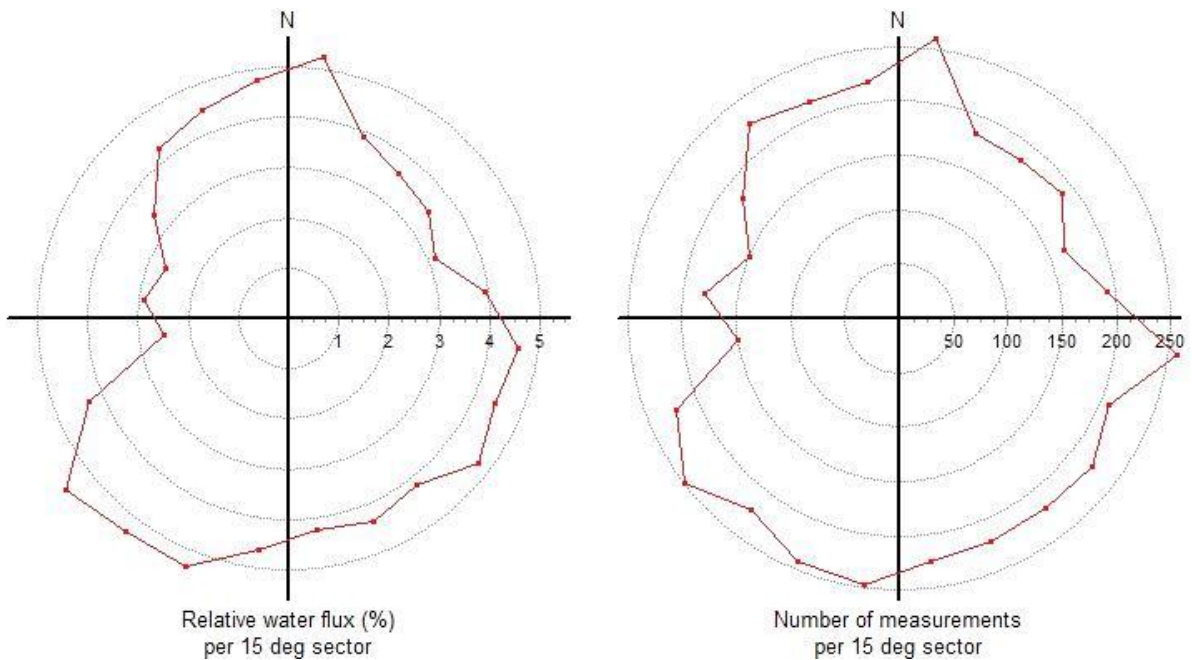 N
1 2 3 4 5
Relative water flux (%)
per 15 deg sector
N
50 100 150 200 250
Number of measurements
per 15 deg sector